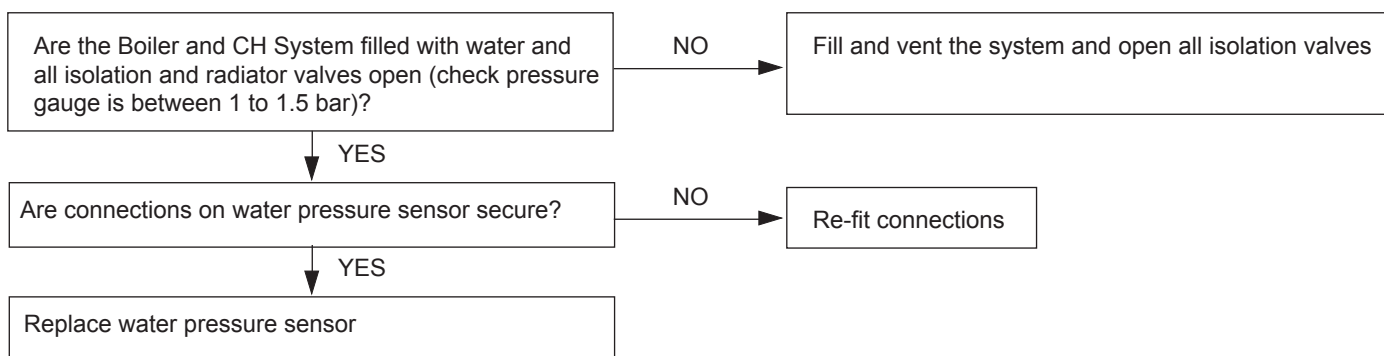 Are the Boiler and CH System filled with water and
all isolation and radiator valves open (check pressure
gauge is between 1 to 1.5 bar)?
NO
Fill and vent the system and open all isolation valves
YES
Are connections on water pressure sensor secure?
NO
Re-fit connections
YES
Replace water pressure sensor